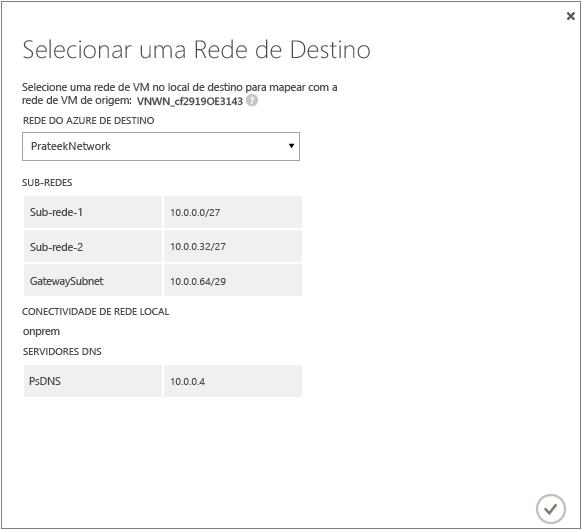 Selecionar uma Rede de Destino
Selecione uma rede de VM no local de destino para mapear com a
rede de VM de origem: VNWN_cf2919OE3143 ?
REDE DO AZURE DE DESTINO
PrateekNetwork
SUB-REDES
Sub-rede-1 10.0.0.0/27
Sub-rede-2 10.0.0.32/27
GatewaySubnet 10.0.0.64/29
CONECTIVIDADE DE REDE LOCAL
onprem
SERVIDORES DNS
PsDNS 10.0.0.4